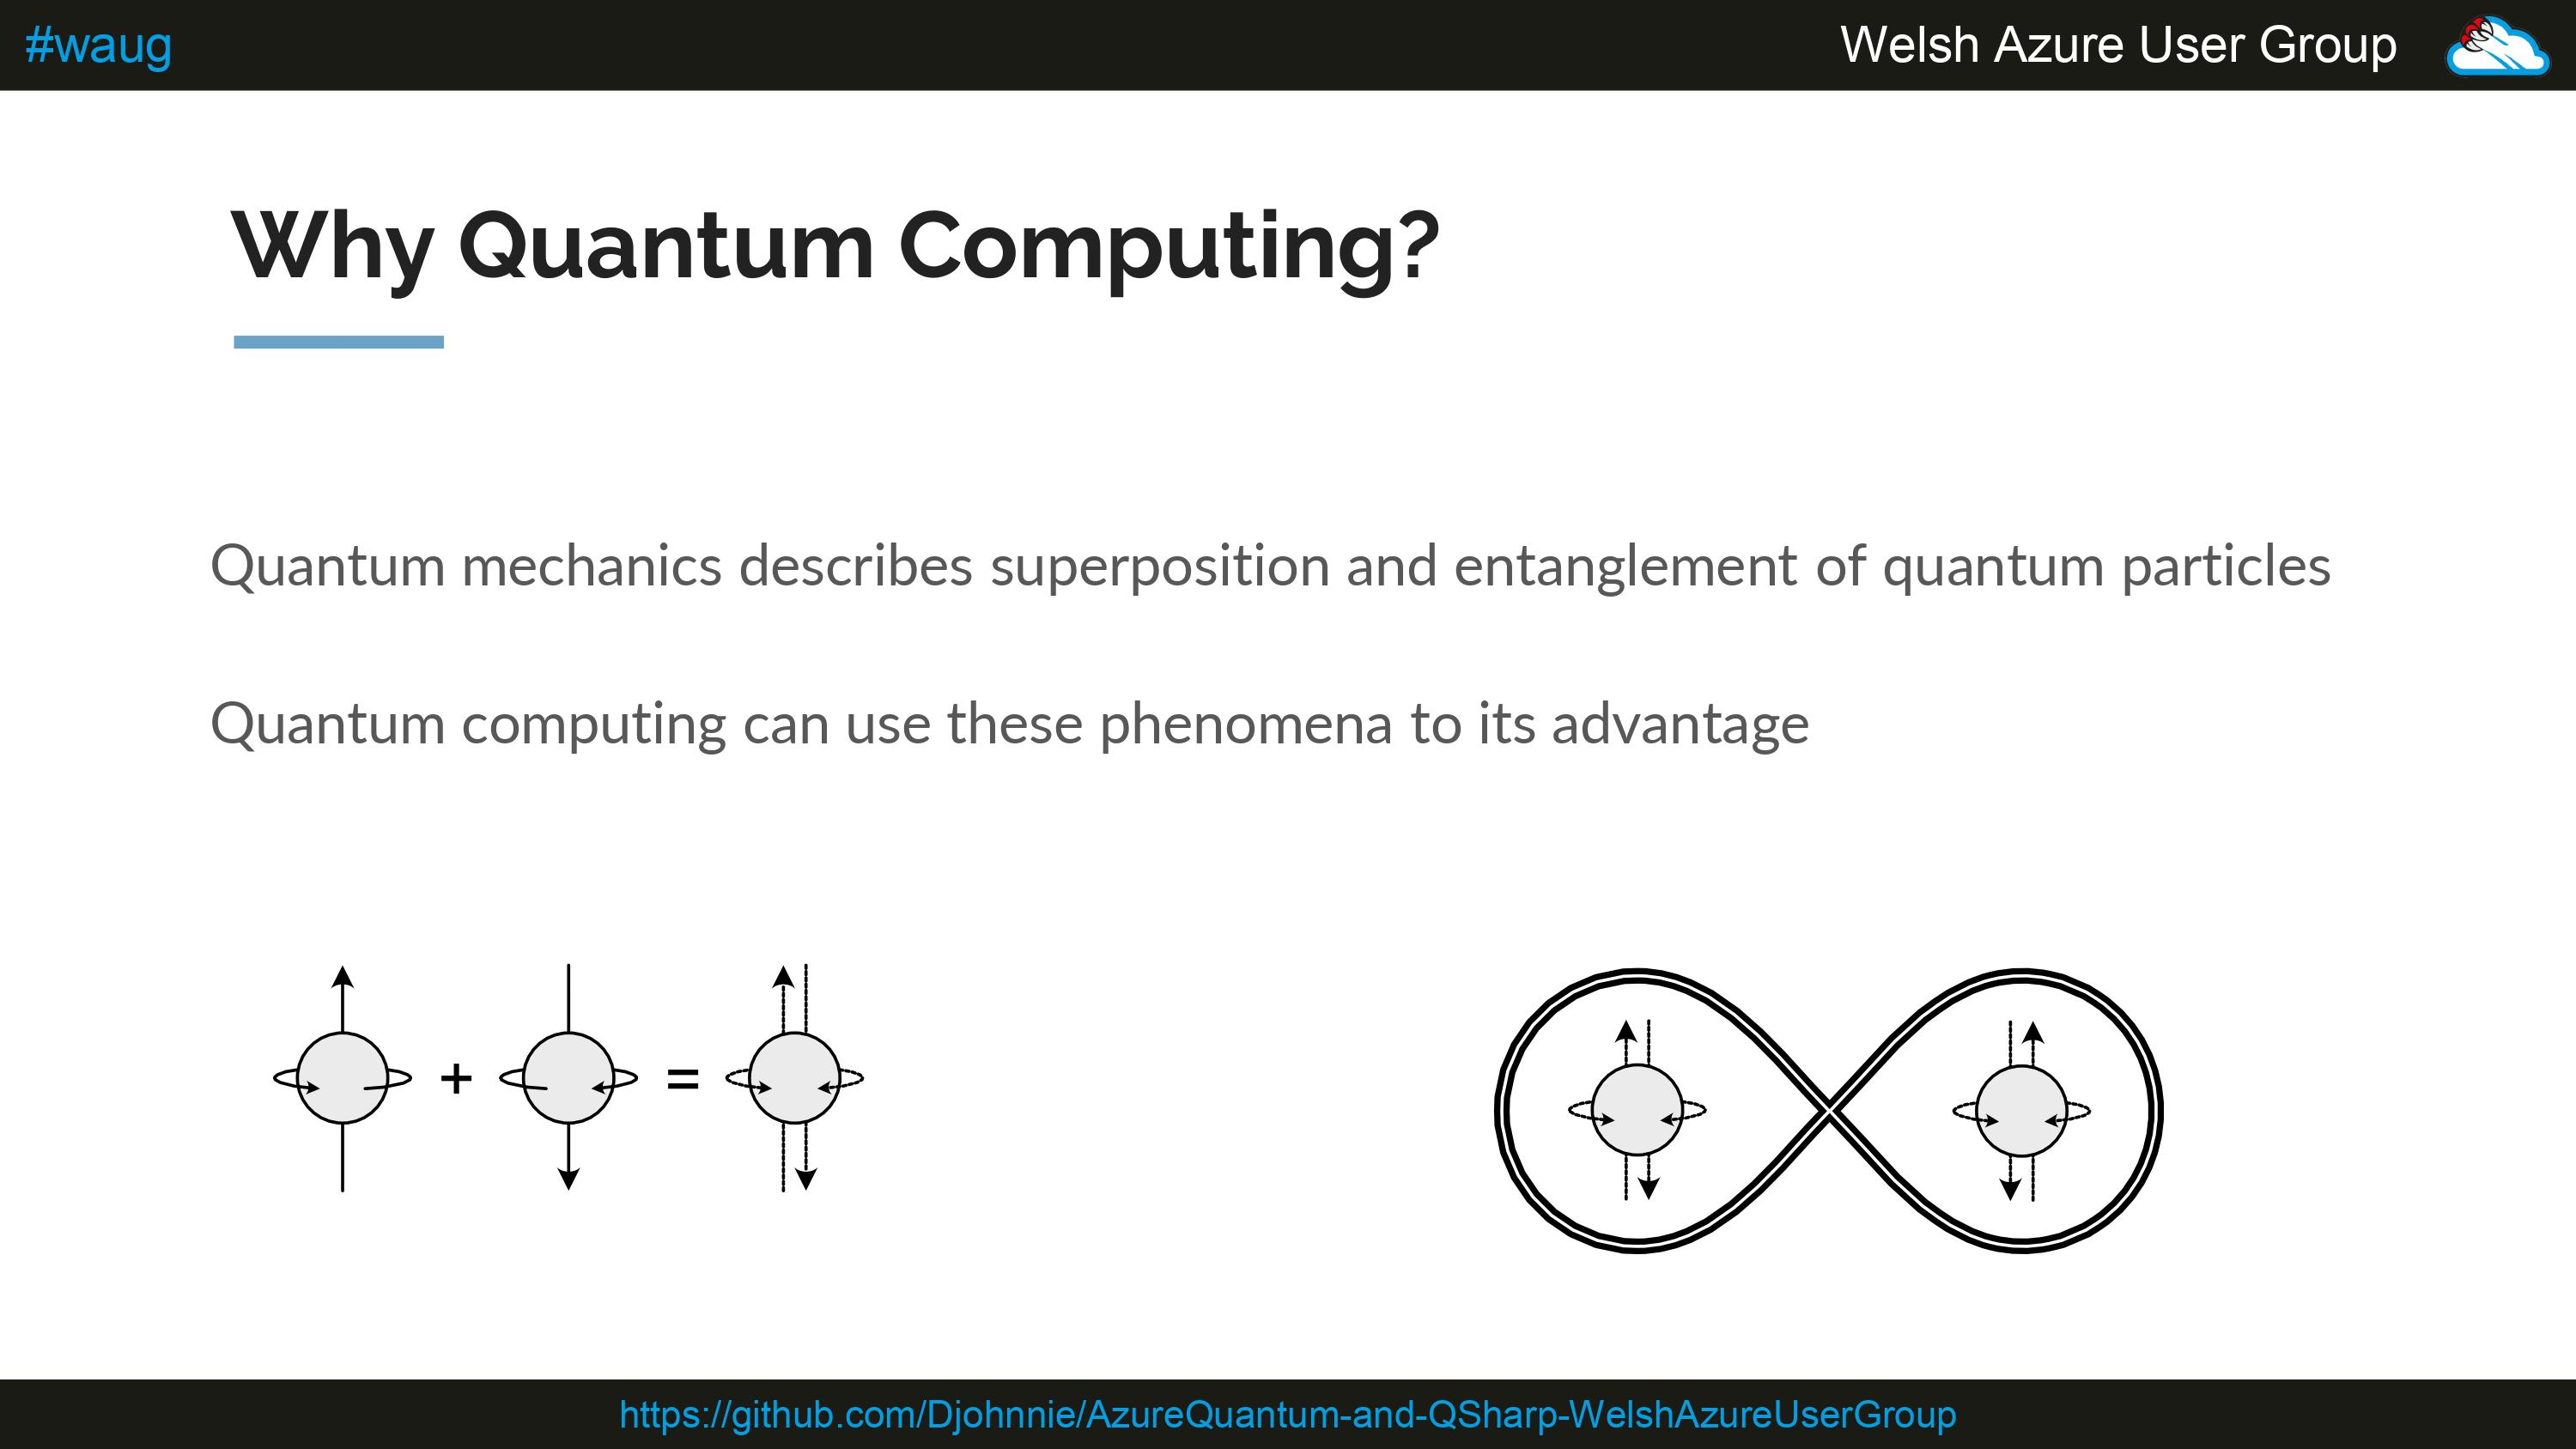 #waug
Welsh Azure User Group
Why Quantum Computing?
Quantum mechanics describes superposition and entanglement of quantum particles
Quantum computing can use these phenomena to its advantage
+ =
https://github.com/Djohnnie/AzureQuantum-and-QSharp-WelshAzureUserGroup